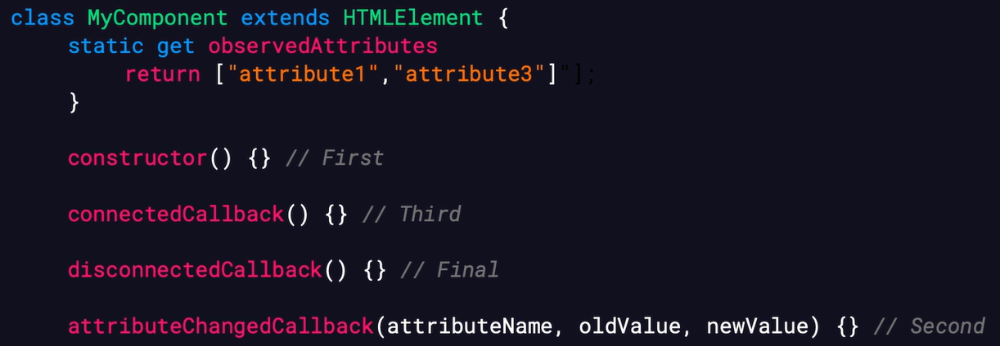 class MyComponent extends HTMLElement {
static get observedAttributes
return ["attribute1","attribute3"]"];
}
constructor() {} // First
connectedCallback() {} // Third
disconnectedCallback() {} // Final
attributeChangedCallback(attributeName, oldValue, newValue) {} // Second